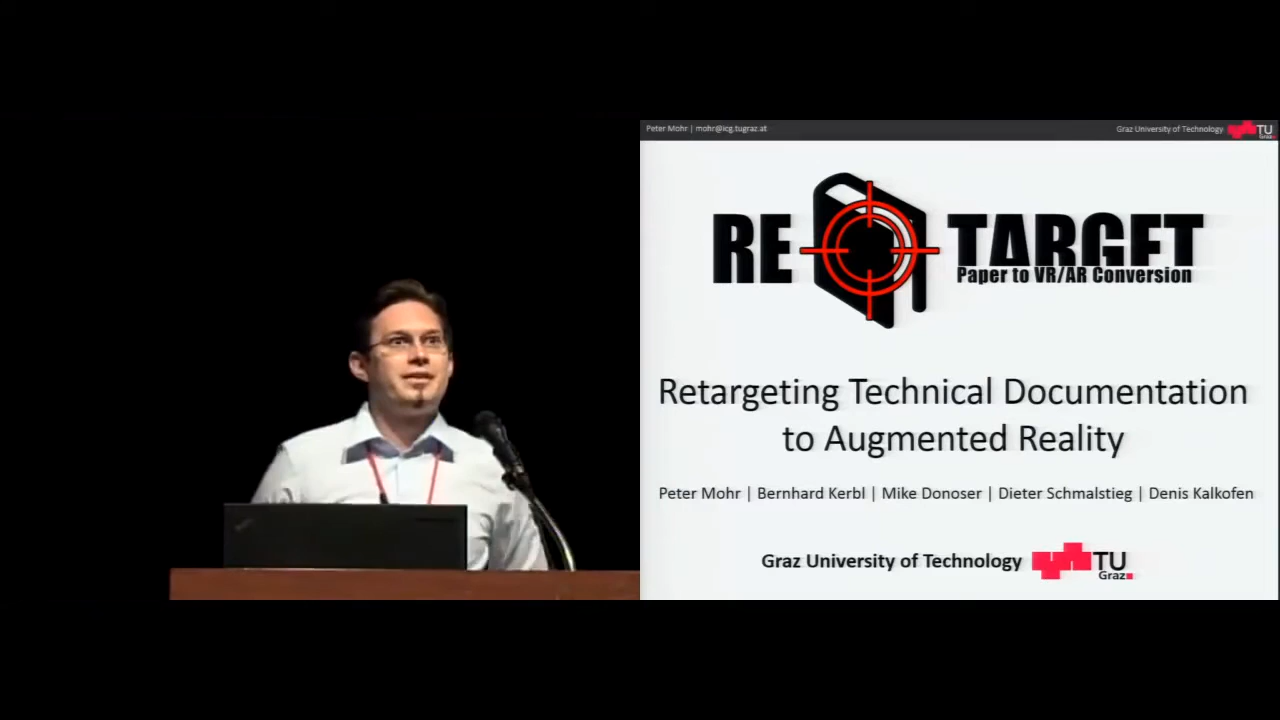 Peter Mohr | mohr@icg.tugraz.at
Graz University of Technology
TU
Graz
RE TARGET
Paper to VR/AR Conversion
Retargeting Technical Documentation
to Augmented Reality
Peter Mohr | Bernhard Kerbl | Mike Donoser | Dieter Schmalstieg | Denis Kalkofen
Graz University of Technology
TU
Graz